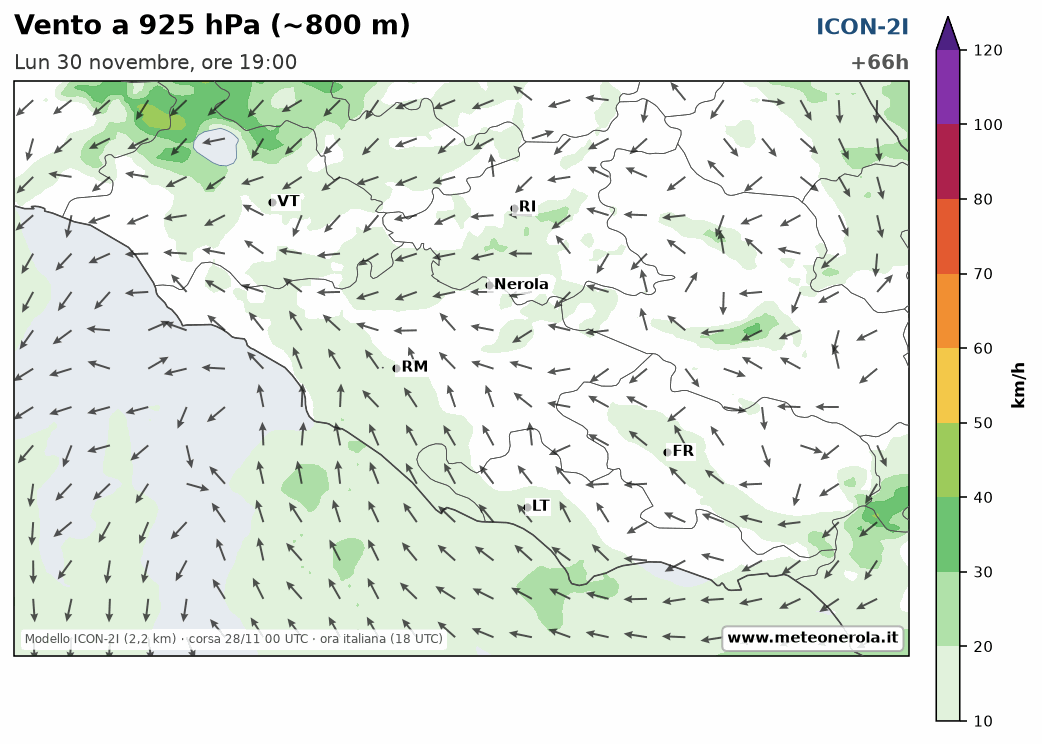 Vento a 925 hPa (~800 m)
ICON-2I
Lun 30 novembre, ore 19:00
+66h
VT
RI
Nerola
RM
FR
LT
Modello ICON-2I (2,2 km) · corsa 28/11 00 UTC · ora italiana (18 UTC)
www.meteonerola.it
120
100
80
70
60
50
40
30
20
10
km/h